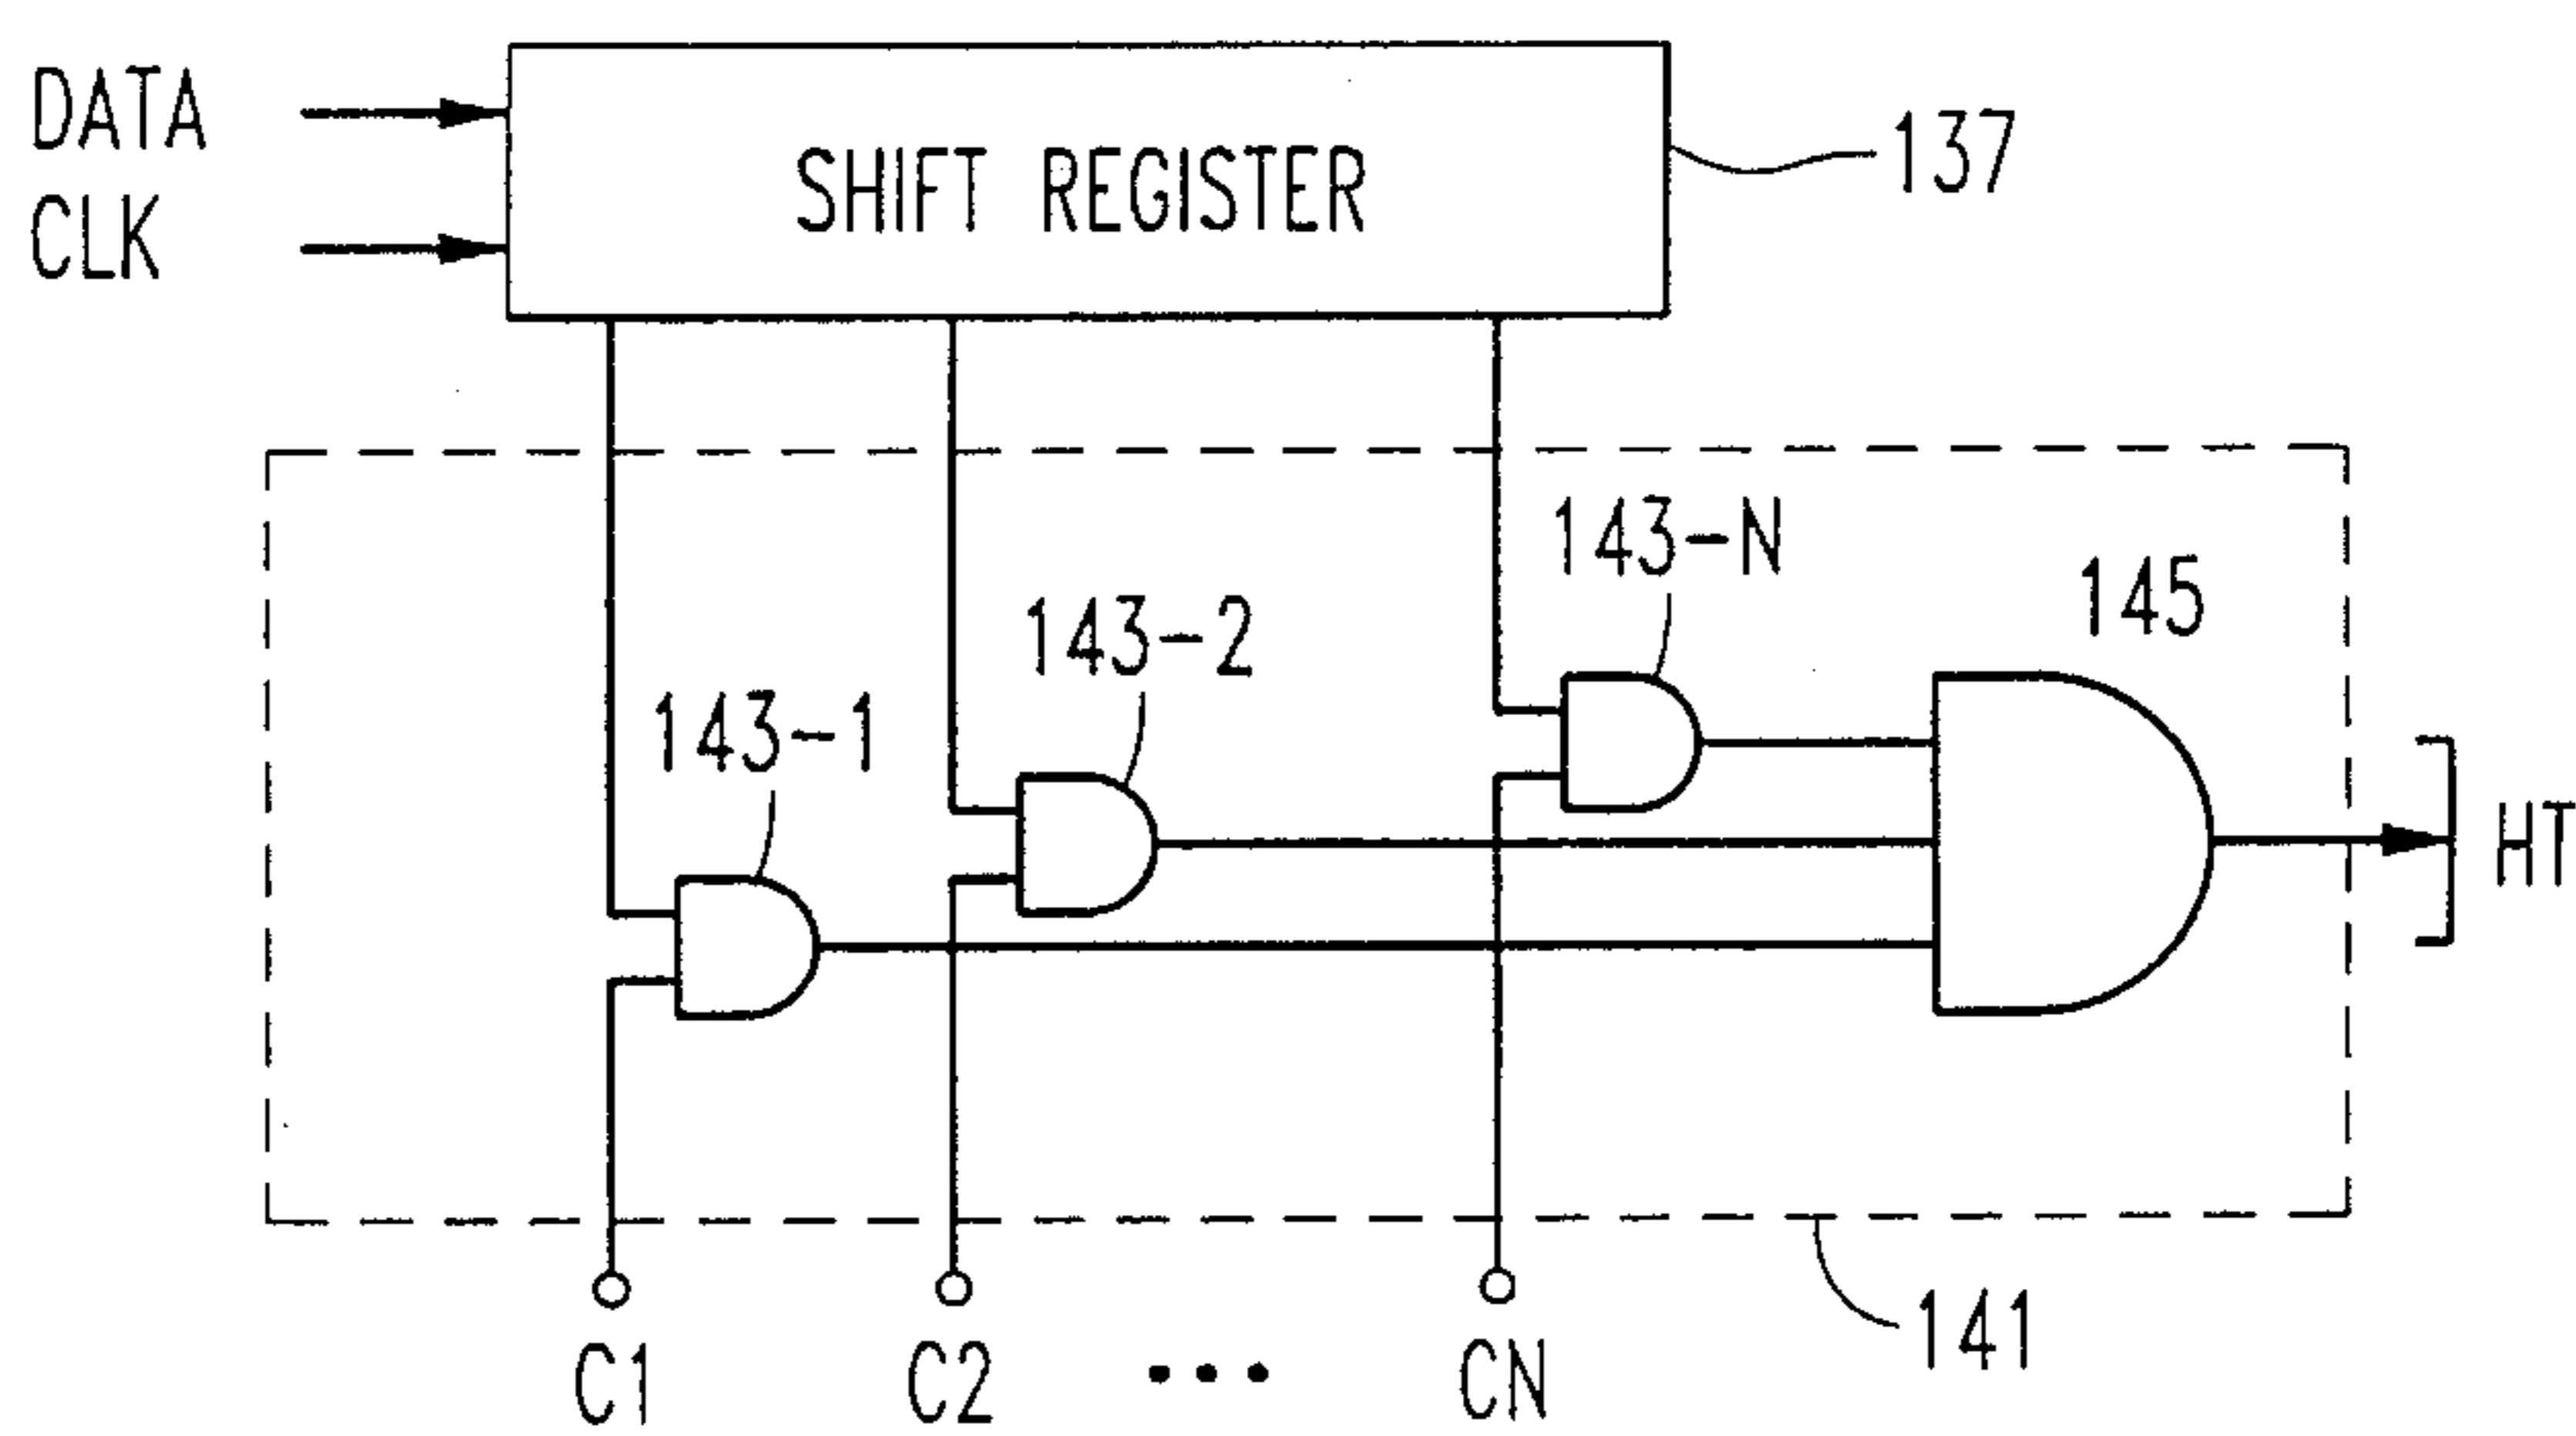 DATA
CLK
SHIFT REGISTER
137
143-N
145
143-2
143-1
HT
141
C1 C2 ••• CN